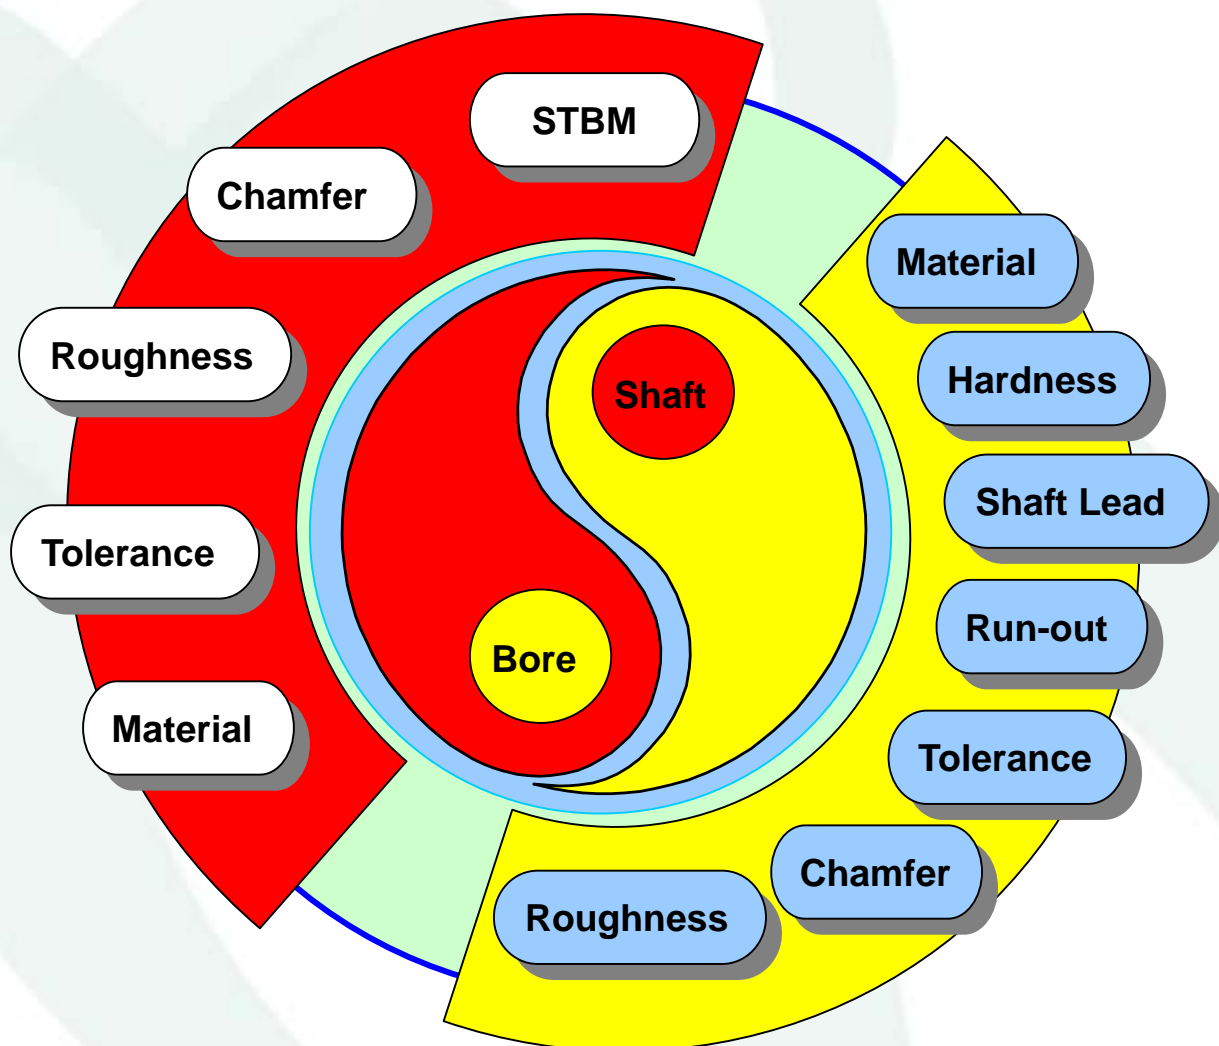 STBM
Chamfer
Roughness
Tolerance
Material
Shaft
Bore
Material
Hardness
Shaft Lead
Run-out
Tolerance
Chamfer
Roughness